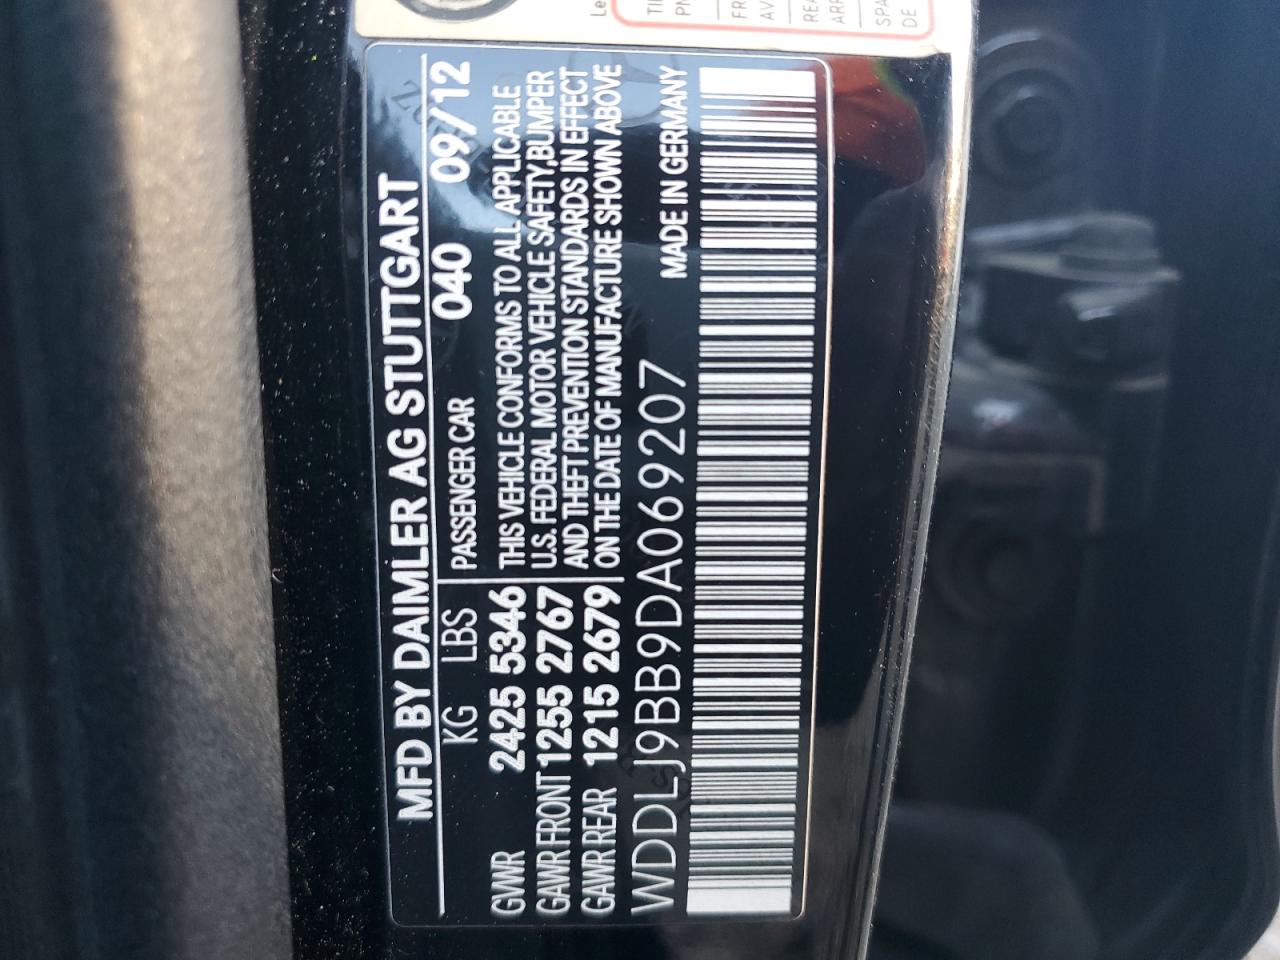 MFD BY DAIMLER AG STUTTGART
KG LBS PASSENGER CAR 040 09/12
GVWR 2425 5346 THIS VEHICLE CONFORMS TO ALL APPLICABLE
GAWR FRONT 1255 2767 U.S. FEDERAL MOTOR VEHICLE SAFETY, BUMPER
GAWR REAR 1215 2679 AND THEFT PREVENTION STANDARDS IN EFFECT
ON THE DATE OF MANUFACTURE SHOWN ABOVE
WDDLJ9BB9DA069207 MADE IN GERMANY